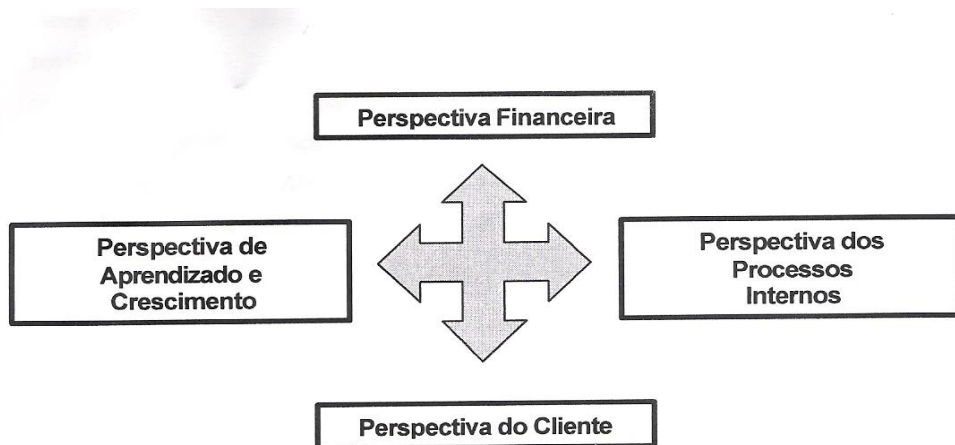 Perspectiva Financeira
Perspectiva de
Aprendizado e
Crescimento
Perspectiva dos
Processos
Internos
Perspectiva do Cliente